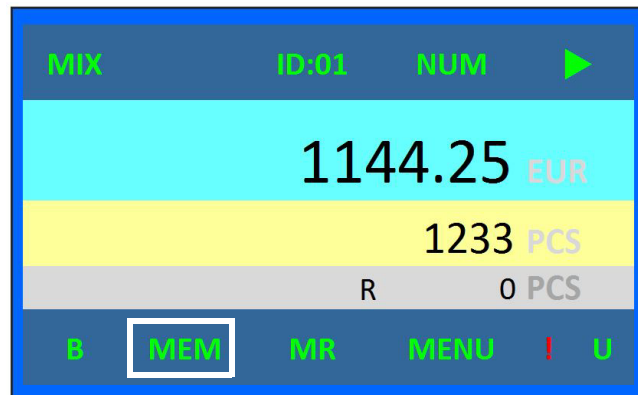 MIX ID:01 NUM
1144.25 EUR
1233 PCS
R 0 PCS
B MEM MR MENU ! U